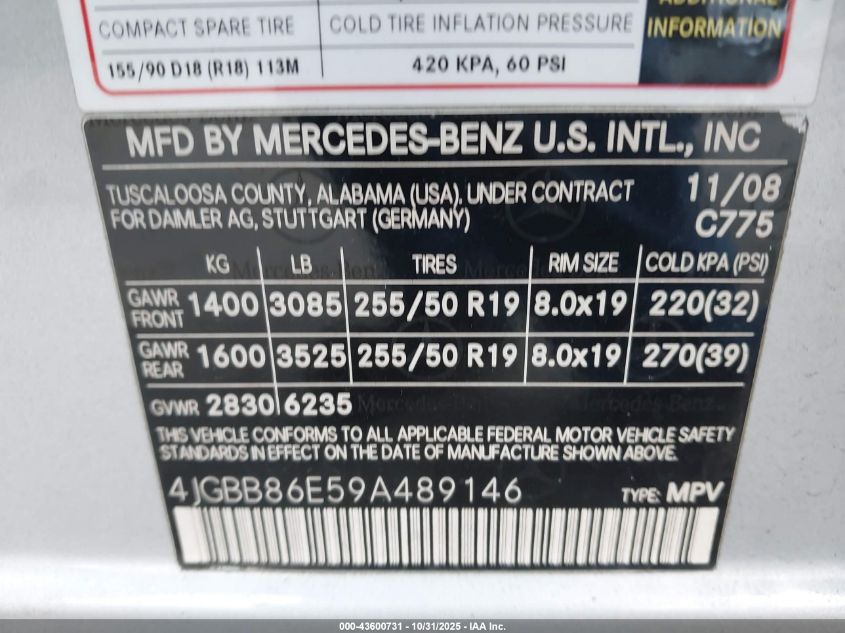 ADDITIONAL
COMPACT SPARE TIRE COLD TIRE INFLATION PRESSURE INFORMATION
155/90 D18 (R18) 113M 420 KPA, 60 PSI
MFD BY MERCEDES-BENZ U.S. INTL., INC
TUSCALOOSA COUNTY, ALABAMA (USA), UNDER CONTRACT 11/08
FOR DAIMLER AG, STUTTGART (GERMANY) C775
KG LB TIRES RIM SIZE COLD KPA (PSI)
GAWR FRONT 1400 3085 255/50 R19 8.0x19 220(32)
GAWR REAR 1600 3525 255/50 R19 8.0x19 270(39)
GVWR 2830 6235
THIS VEHICLE CONFORMS TO ALL APPLICABLE FEDERAL MOTOR VEHICLE SAFETY
STANDARDS IN EFFECT ON THE DATE OF MANUFACTURE SHOWN ABOVE.
4JGBB86E59A489146 TYPE: MPV
000-43600731 - 10/31/2025 - IAA Inc.